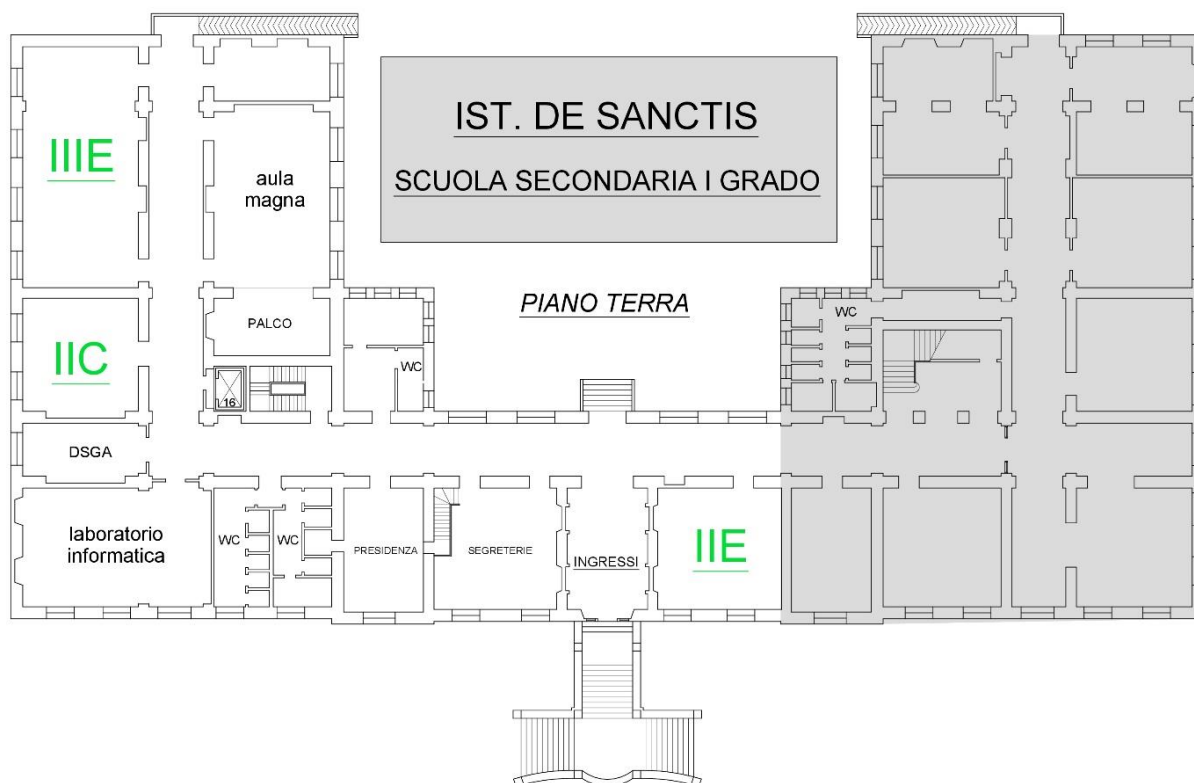 IST. DE SANCTIS
SCUOLA SECONDARIA I GRADO
PIANO TERRA
IIIE
aula
magna
PALCO
WC
WC
IIC
16
DSGA
laboratorio
informatica
WC
WC
PRESIDENZA
SEGRETERIE
INGRESSI
IIE